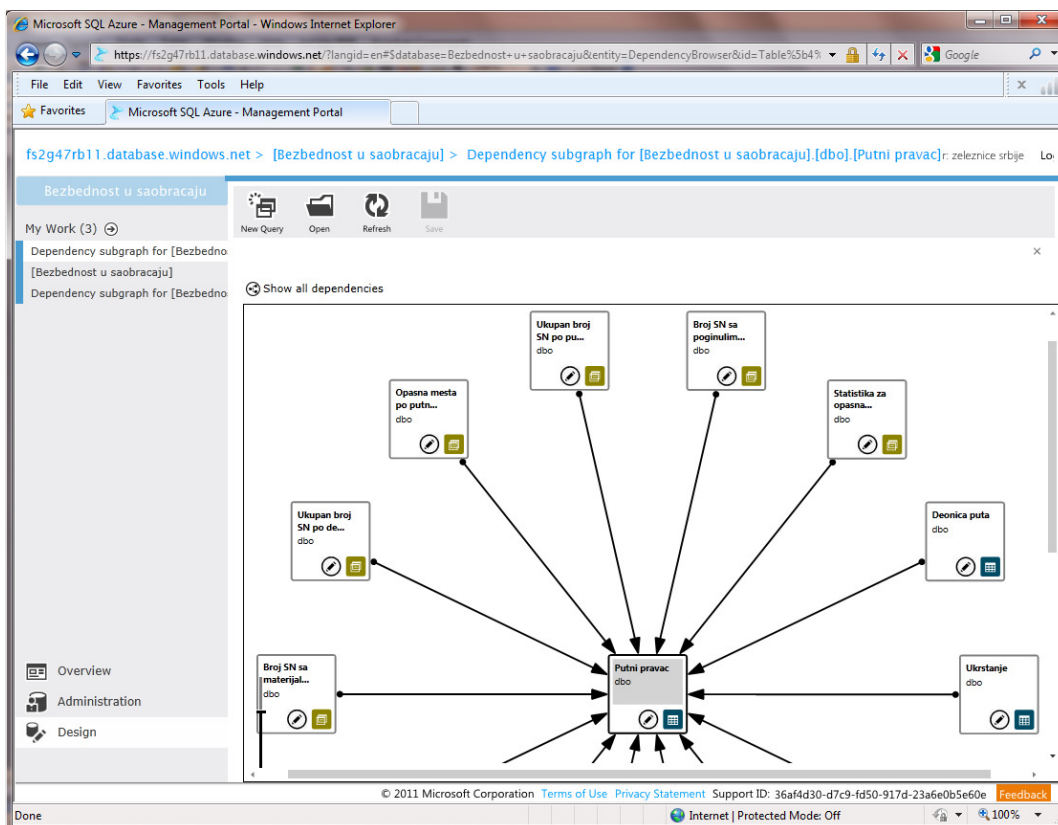 Microsoft SQL Azure - Management Portal - Windows Internet Explorer
https://fs2g47rb11.database.windows.net/?langid=en#$database=Bezbednost+u+saobracaju&entity=DependencyBrowser&id=Table%5b4%
Google
File Edit View Favorites Tools Help
Favorites
Microsoft SQL Azure - Management Portal
fs2g47rb11.database.windows.net > [Bezbednost u saobracaju] > Dependency subgraph for [Bezbednost u saobracaju].[dbo].[Putni pravac]
r: zeleznice srbije
Lo
Bezbednost u saobracaju
My Work (3)
Dependency subgraph for [Bezbedno
[Bezbednost u saobracaju]
Dependency subgraph for [Bezbedno
New Query Open Refresh Save
Show all dependencies
Ukupan broj
SN po pu...
dbo
Broj SN sa
poginulim...
dbo
Opasna mesta
po putn...
dbo
Statistika za
opasna...
dbo
Ukupan broj
SN po de...
dbo
Deonica puta
dbo
Broj SN sa
materijal...
dbo
Putni pravac
dbo
Ukrstanje
dbo
Overview
Administration
Design
© 2011 Microsoft Corporation Terms of Use Privacy Statement Support ID: 36af4d30-d7c9-fd50-917d-23a6e0b5e60e Feedback
Done
Internet | Protected Mode: Off
100%